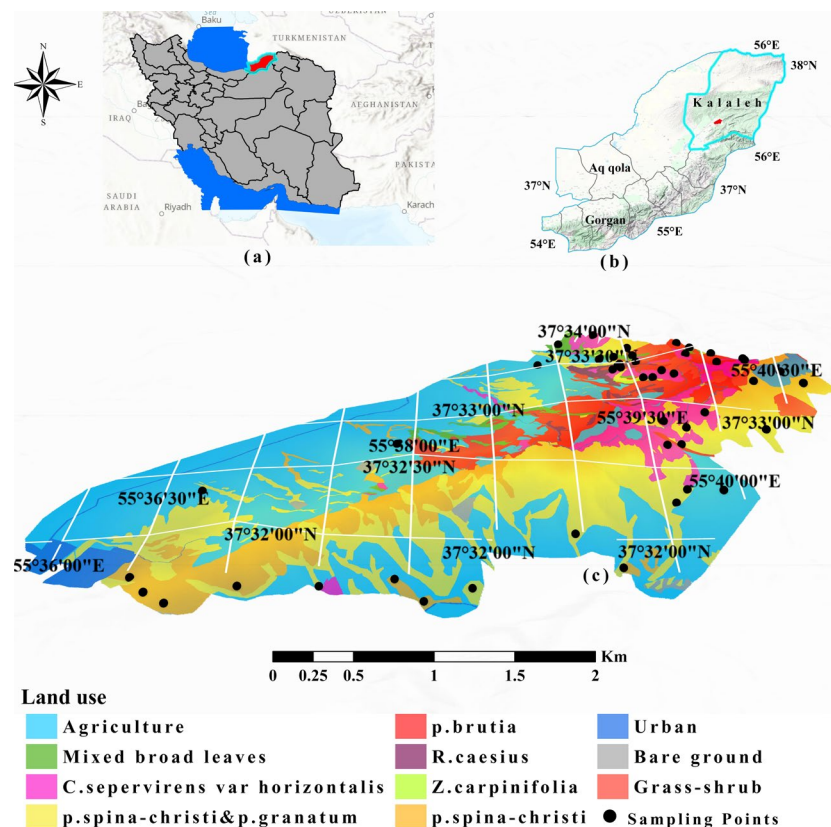 Baku
UZBEKISTAN
TURKMENISTAN
N
W
E
S
AFGHANISTAN
IRAQ
PAKISTAN
SAUDI
ARABIA
Riyadh
Karach
(a)
56°E
38°N
Kalaleh
56°E
Aq qola
37°N
37°N
Gorgan
55°E
54°E
(b)
37°34'00"N
37°33'30"N
55°40'30"E
37°33'00"N
55°39'30"E
37°33'00"N
55°38'00"E
37°32'30"N
55°40'00"E
55°36'30"E
37°32'00"N
37°32'00"N
37°32'00"N
55°36'00"E
(c)
Km
0 0.25 0.5 1 1.5 2
Land use
Agriculture
p.brutia
Urban
Mixed broad leaves
R.caesius
Bare ground
C.sepervirens var horizontalis
Z.carpinifolia
Grass-shrub
p.spina-christi&p.granatum
p.spina-christi
Sampling Points